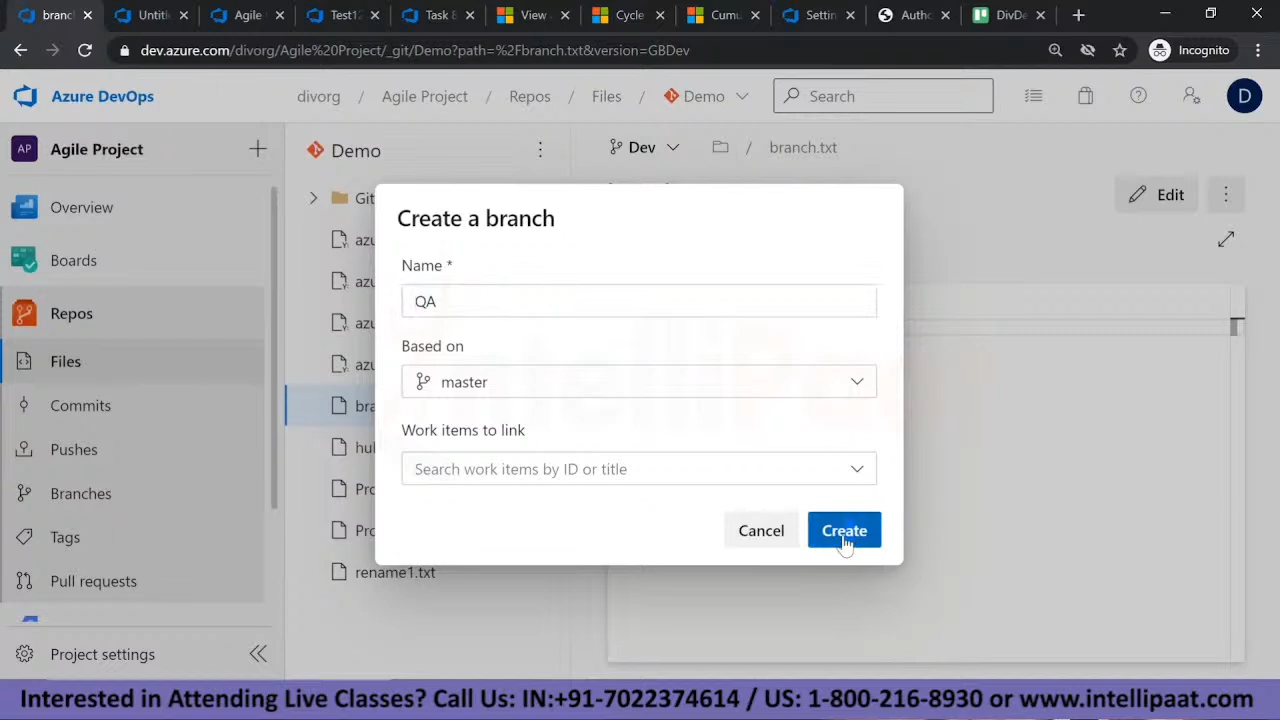 branc
Untitl
Agile
Test12
Task B
View
Cycle
Cumu
Settin
Autho
DivDe
dev.azure.com/divorg/Agile%20Project/_git/Demo?path=%2Fbranch.txt&version=GBDev
Incognito
Azure DevOps
divorg / Agile Project / Repos / Files / Demo
Search
D
AP Agile Project
Demo
Dev / branch.txt
Overview
Boards
Repos
Files
Commits
Pushes
Branches
Tags
Pull requests
Project settings
Git
azu
azu
azu
azu
bra
hul
Pro
Pro
rename1.txt
Edit
Create a branch
Name *
QA
Based on
master
Work items to link
Search work items by ID or title
Cancel
Create
Interested in Attending Live Classes? Call Us: IN:+91-7022374614 / US: 1-800-216-8930 or www.intellipaat.com